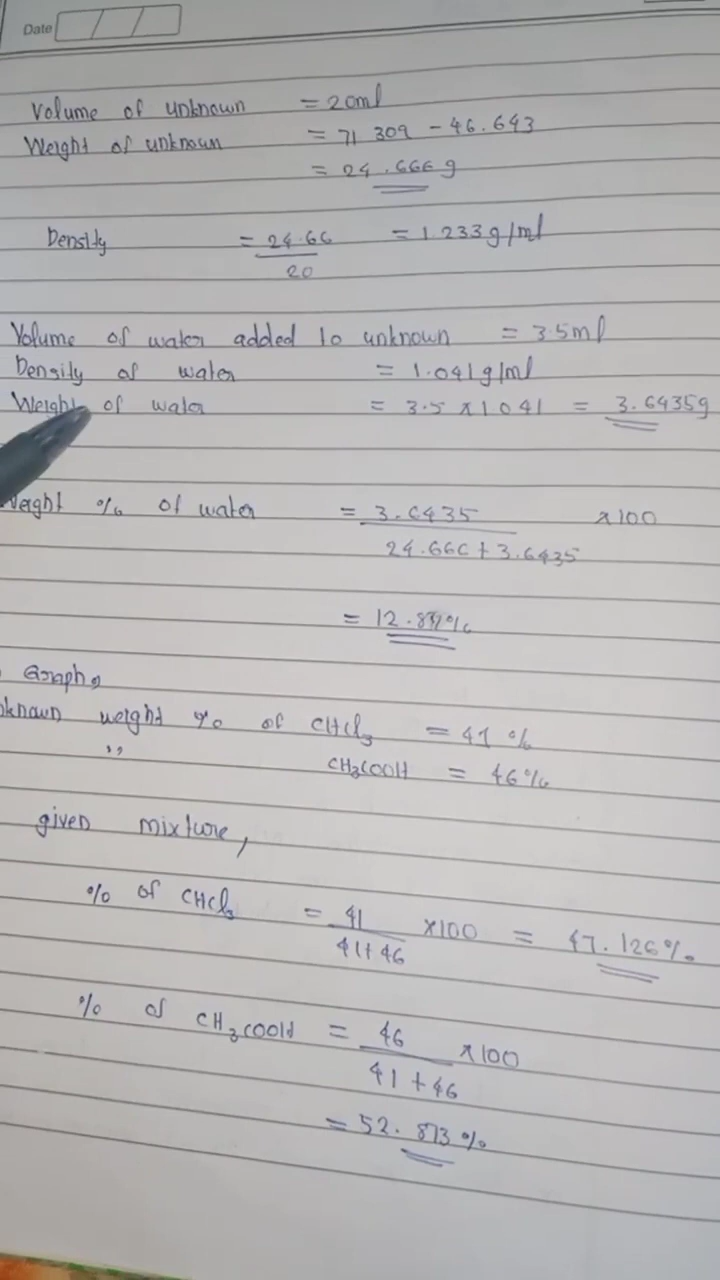 Date
Volume of unknown = 20ml
Weight of unknown = 71 309 - 46.643
= 24.666 g
Density = 24.66 / 20 = 1.233 g/ml
Volume of water added to unknown = 3.5ml
Density of water = 1.041 g/ml
Weight of water = 3.5 x 1 041 = 3.6435g
Weight % of water = 3.6435 / 24.666 + 3.6435 x 100
= 12.87%
Graph,
known weight % of CHCl3 = 41 %
,, CH3COOH = 46%
given mixture,
% of CHCl3 = 41 / 41+46 x100 = 47.126%
% of CH3COOH = 46 / 41+46 x100
= 52.873%